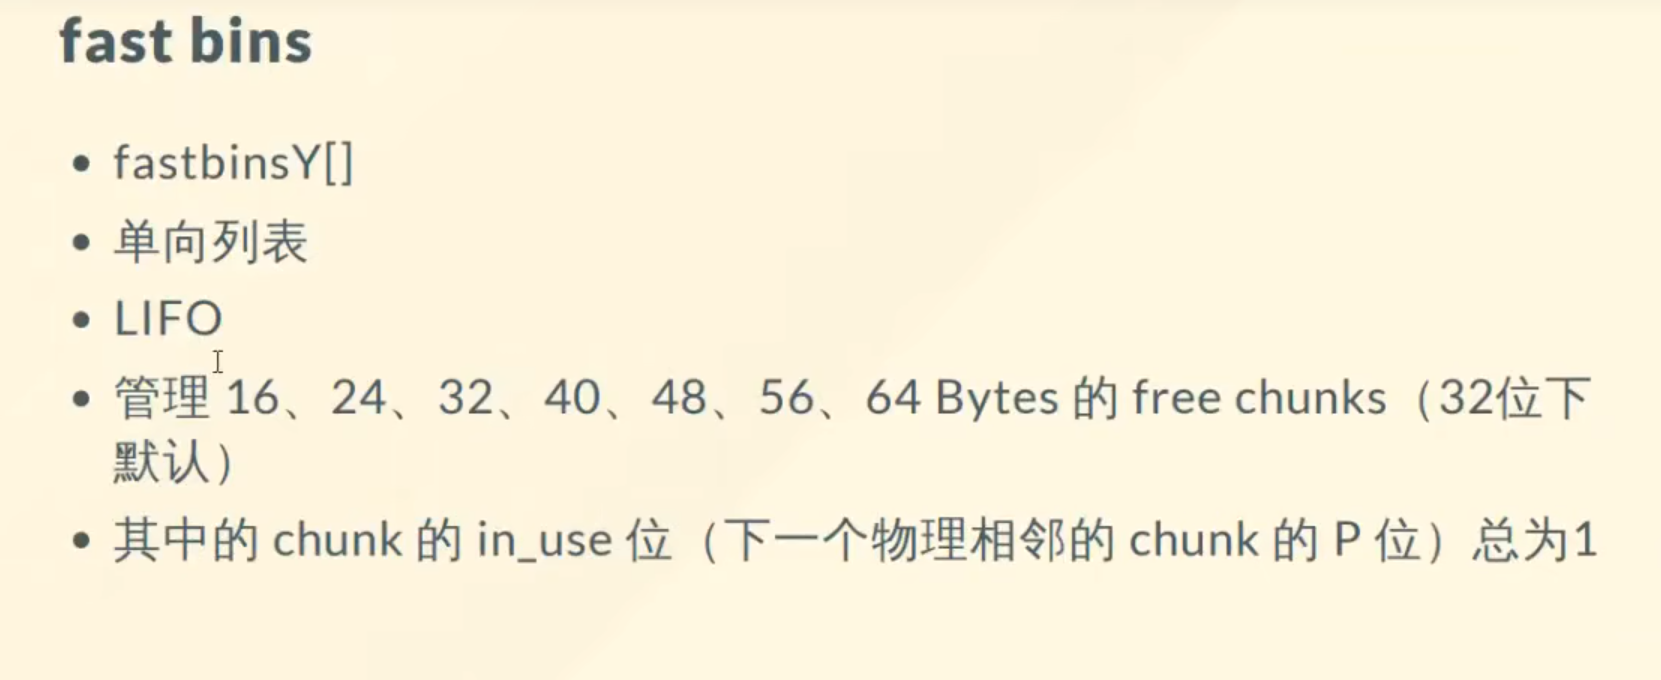 fast bins
fastbinsY[]
单向列表
LIFO
管理 16、24、32、40、48、56、64 Bytes 的 free chunks（32位下
默认）
其中的 chunk 的 in_use 位（下一个物理相邻的 chunk 的 P 位）总为1